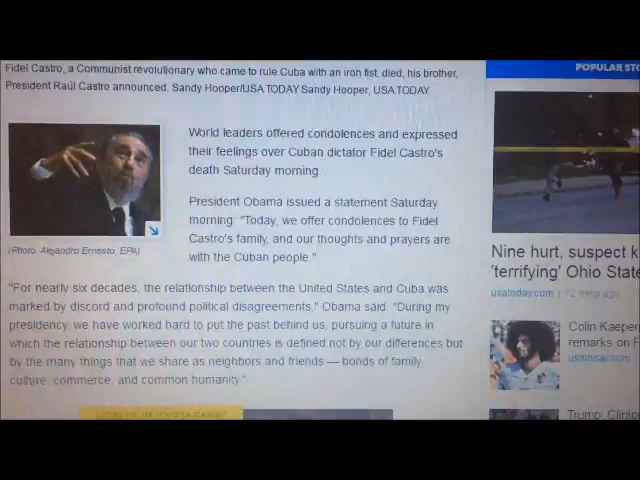 Fidel Castro, a Communist revolutionary who came to rule Cuba with an iron fist, died, his brother,
President Raúl Castro announced. Sandy Hooper/USA TODAY Sandy Hooper, USA TODAY
World leaders offered condolences and expressed
their feelings over Cuban dictator Fidel Castro's
death Saturday morning.
President Obama issued a statement Saturday
morning: "Today, we offer condolences to Fidel
Castro's family, and our thoughts and prayers are
with the Cuban people."
(Photo: Alejandro Ernesto, EPA)
"For nearly six decades, the relationship between the United States and Cuba was
marked by discord and profound political disagreements," Obama said. "During my
presidency, we have worked hard to put the past behind us, pursuing a future in
which the relationship between our two countries is defined not by our differences but
by the many things that we share as neighbors and friends — bonds of family,
culture, commerce, and common humanity."
POPULAR STO
Nine hurt, suspect k
'terrifying' Ohio State
usatoday.com | 12 mins ago
Colin Kaeper
remarks on F
usatoday.com
Trump: Clinto